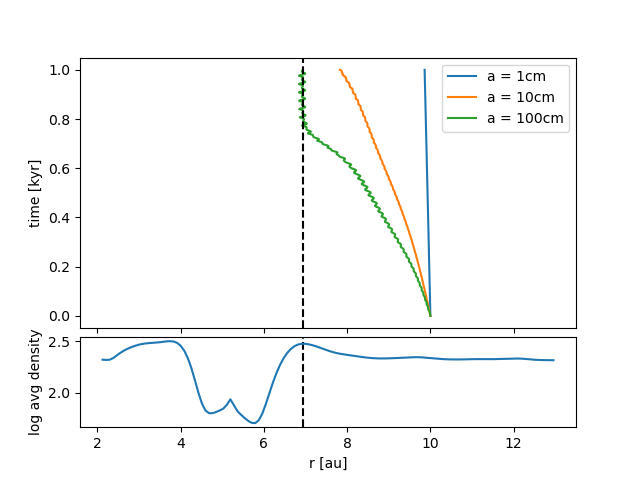 1.0
0.8
0.6
0.4
0.2
0.0
time [kyr]
a = 1cm
a = 10cm
a = 100cm
2.5
2.0
log avg density
2 4 6 8 10 12
r [au]